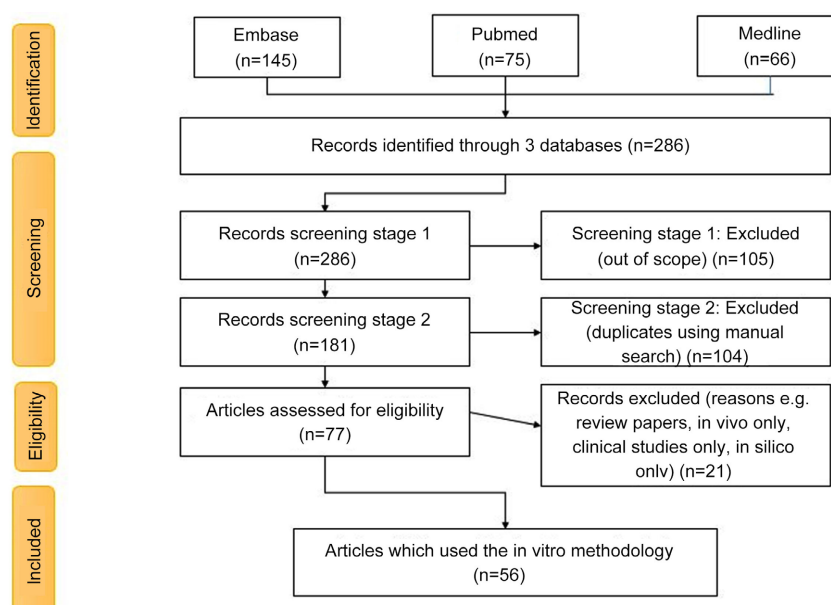 Identification
Embase
(n=145)
Pubmed
(n=75)
Medline
(n=66)
Records identified through 3 databases (n=286)
Screening
Records screening stage 1
(n=286)
Screening stage 1: Excluded
(out of scope) (n=105)
Records screening stage 2
(n=181)
Screening stage 2: Excluded
(duplicates using manual
search) (n=104)
Eligibility
Articles assessed for eligibility
(n=77)
Records excluded (reasons e.g.
review papers, in vivo only,
clinical studies only, in silico
onlv) (n=21)
Included
Articles which used the in vitro methodology
(n=56)